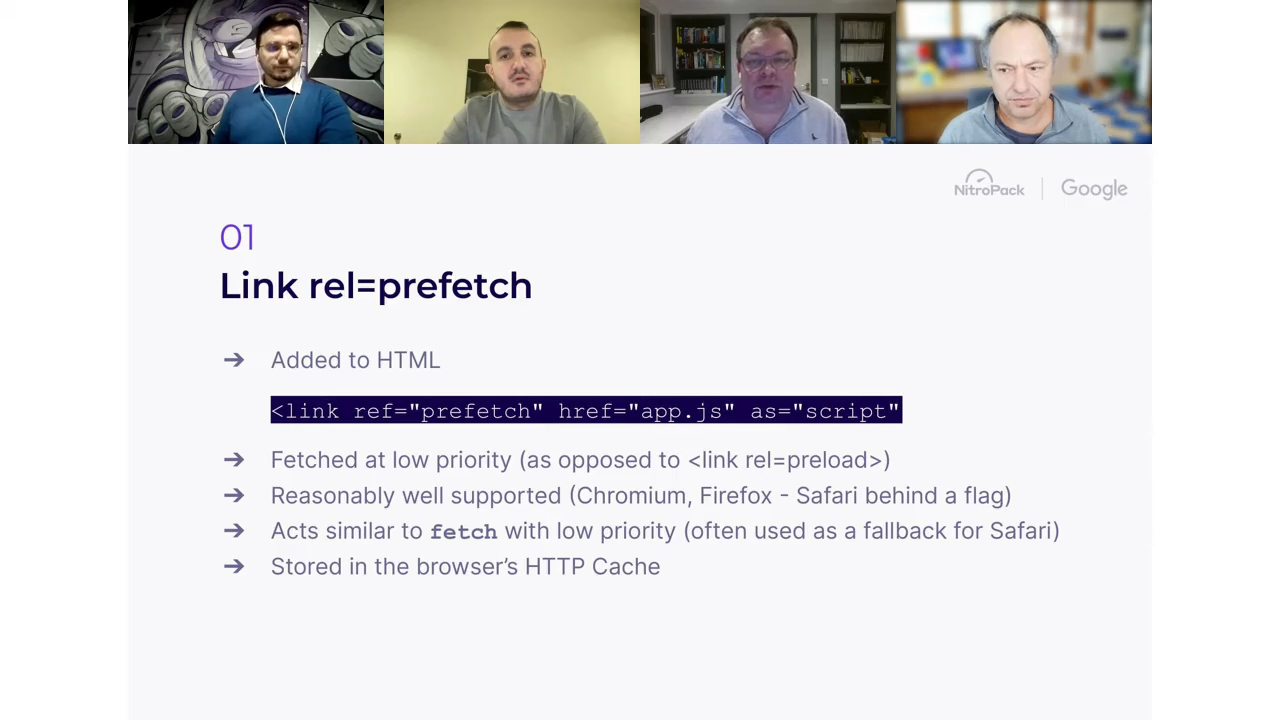 NitroPack | Google
01
Link rel=prefetch
➔ Added to HTML
<link ref="prefetch" href="app.js" as="script"
➔ Fetched at low priority (as opposed to <link rel=preload>)
➔ Reasonably well supported (Chromium, Firefox - Safari behind a flag)
➔ Acts similar to fetch with low priority (often used as a fallback for Safari)
➔ Stored in the browser’s HTTP Cache